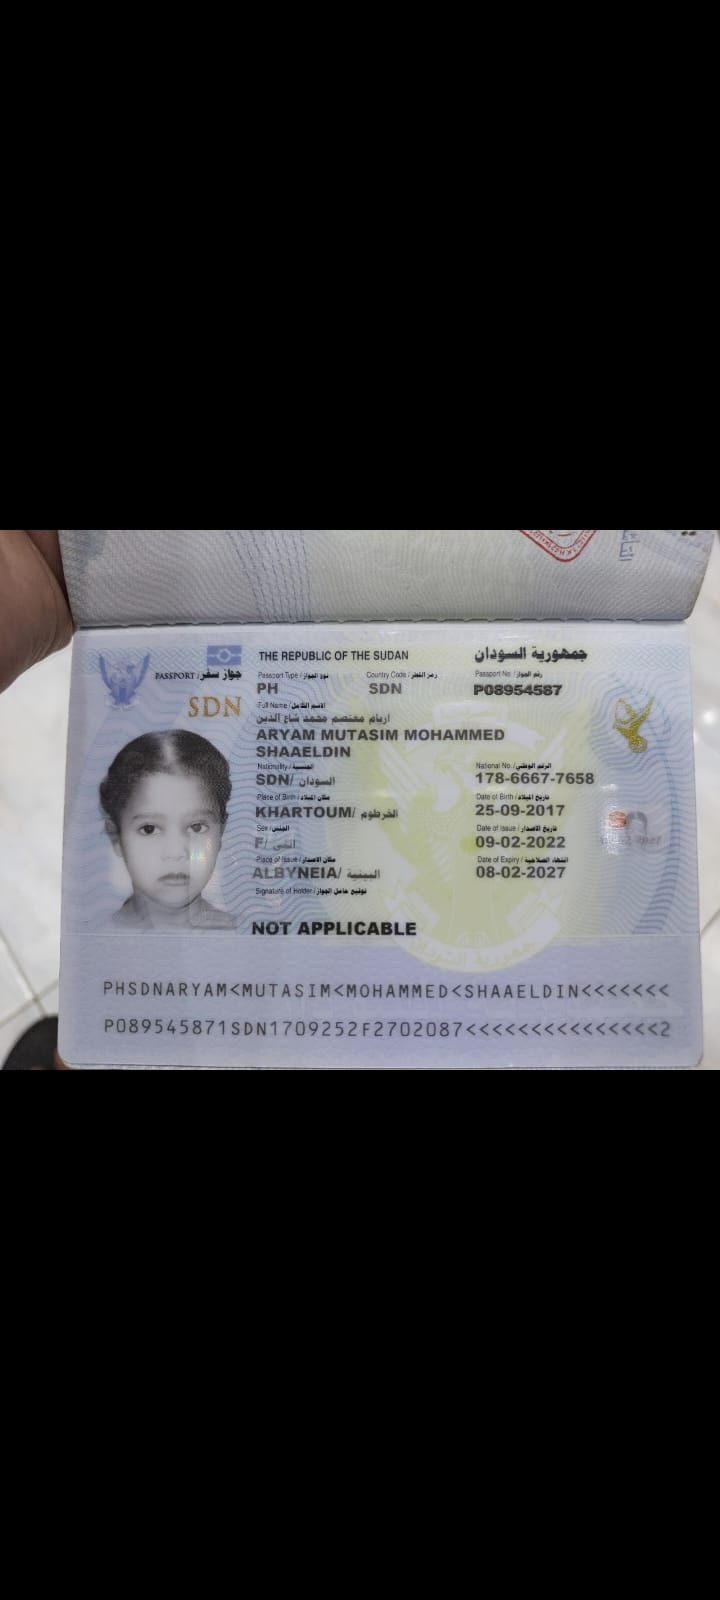 THE REPUBLIC OF THE SUDAN جمهورية السودان
PASSPORT / جواز سفر
SDN
Passport Type / نوع الجواز Country Code / رمز القطر Passport No. / رقم الجواز
PH SDN P08954587
Full Name / الاسم الكامل
اريام معتصم محمد شاع الدين
ARYAM MUTASIM MOHAMMED
SHAAELDIN
Nationality / الجنسية National No. / الرقم الوطني
SDN/ السودان 178-6667-7658
Place of Birth / مكان الميلاد Date of Birth / تاريخ الميلاد
KHARTOUM/ الخرطوم 25-09-2017
Sex / الجنس Date of Issue / تاريخ الاصدار
F/ انثى 09-02-2022
Place of Issue / مكان الاصدار Date of Expiry / انتهاء الصلاحية
ALBYNEIA/ البينية 08-02-2027
Signature of Holder / توقيع حامل الجواز
NOT APPLICABLE
جمهورية السودان
PHSDNARYAM<MUTASIM<MOHAMMED<SHAAELDIN<<<<<<<
P089545871SDN1709252F2702087<<<<<<<<<<<<<<<2